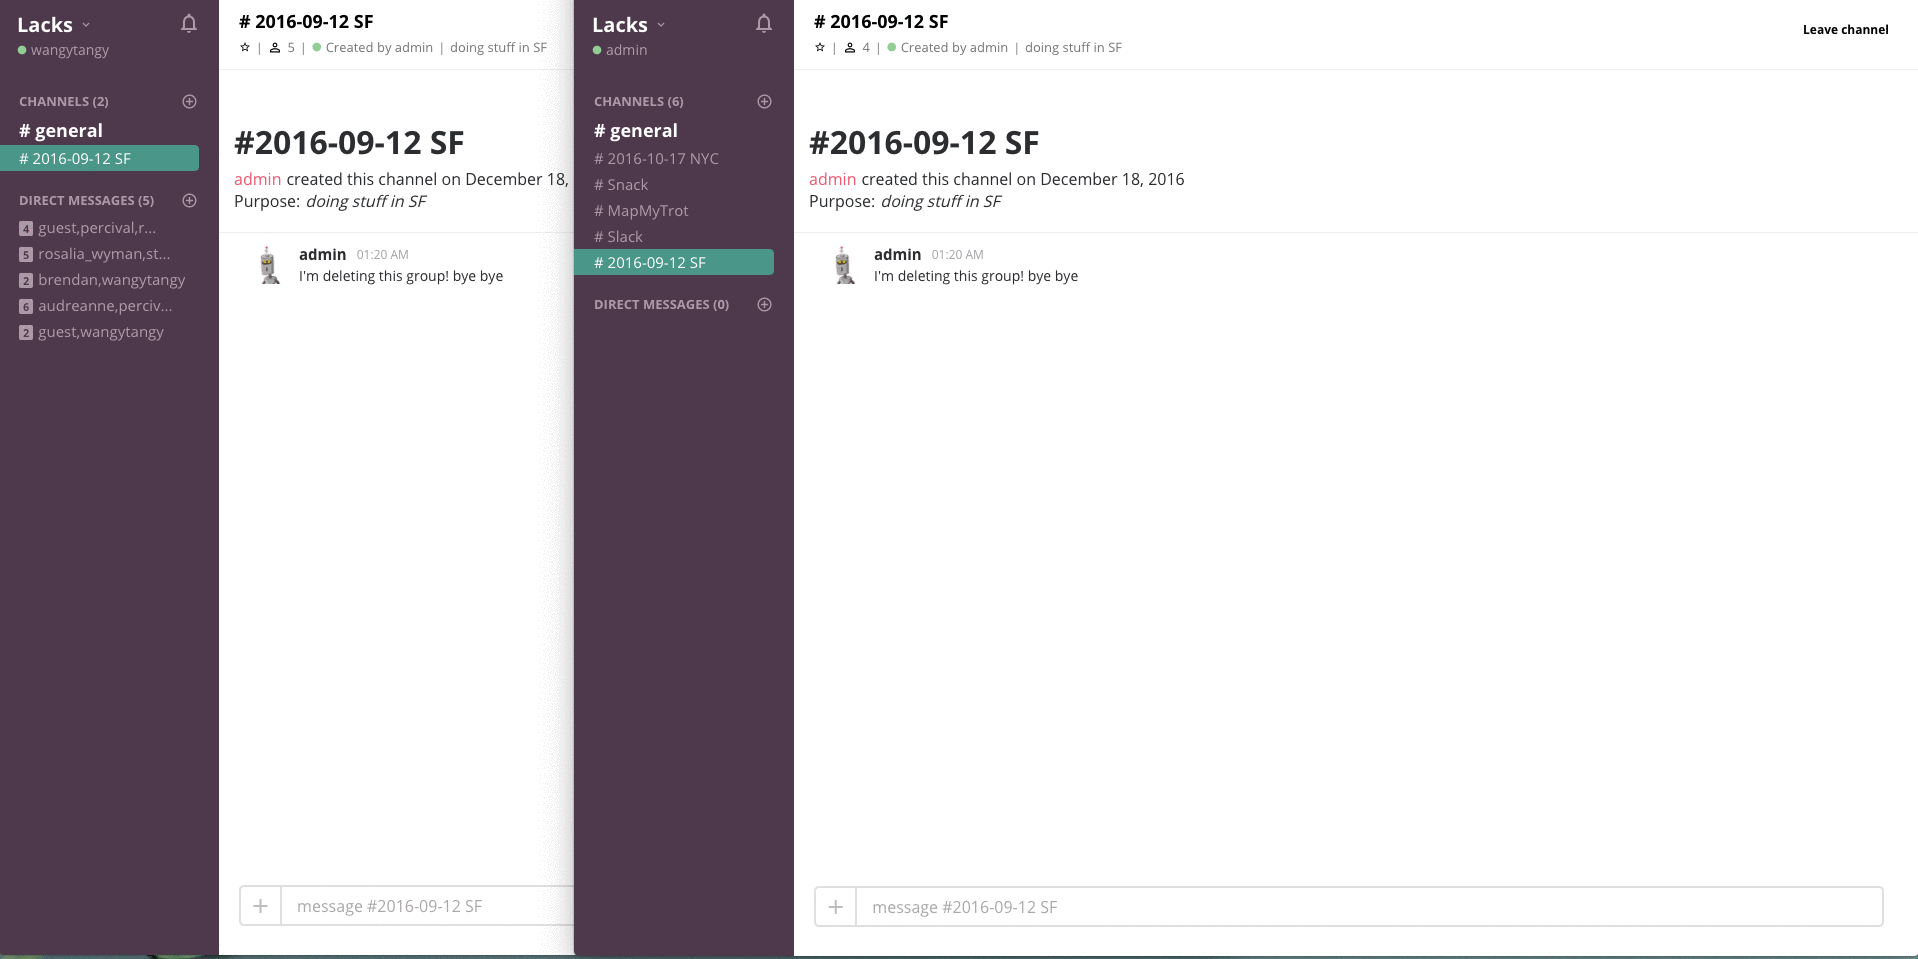 Lacks
wangytangy
CHANNELS (2)
# general
# 2016-09-12 SF
DIRECT MESSAGES (5)
4 guest,percival,r...
5 rosalia_wyman,st...
2 brendan,wangytangy
6 audreanne,perciv...
2 guest,wangytangy
# 2016-09-12 SF
| 5 | Created by admin | doing stuff in SF
#2016-09-12 SF
admin created this channel on December 18,
Purpose: doing stuff in SF
admin 01:20 AM
I'm deleting this group! bye bye
+ message #2016-09-12 SF
Lacks
admin
CHANNELS (6)
# general
# 2016-10-17 NYC
# Snack
# MapMyTrot
# Slack
# 2016-09-12 SF
DIRECT MESSAGES (0)
# 2016-09-12 SF
| 4 | Created by admin | doing stuff in SF
Leave channel
#2016-09-12 SF
admin created this channel on December 18, 2016
Purpose: doing stuff in SF
admin 01:20 AM
I'm deleting this group! bye bye
+ message #2016-09-12 SF